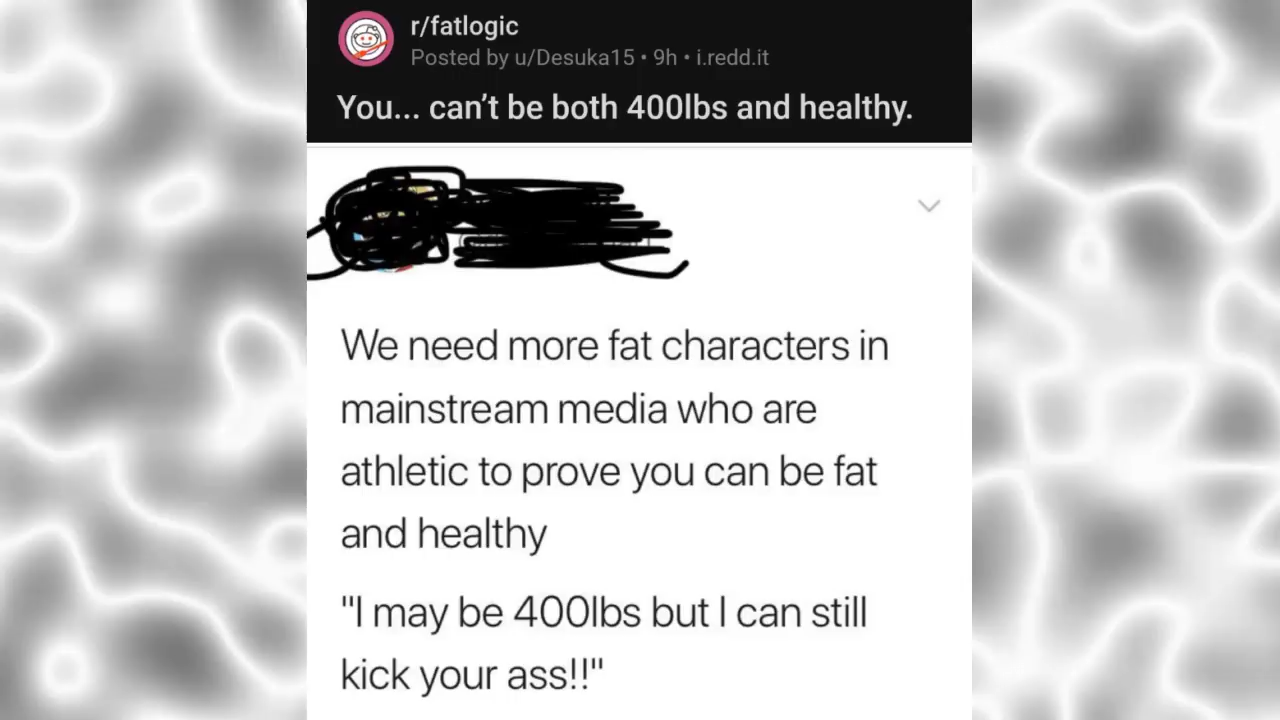 r/fatlogic
Posted by u/Desuka15 • 9h • i.redd.it
You... can’t be both 400lbs and healthy.
We need more fat characters in
mainstream media who are
athletic to prove you can be fat
and healthy
"I may be 400lbs but I can still
kick your ass!!"